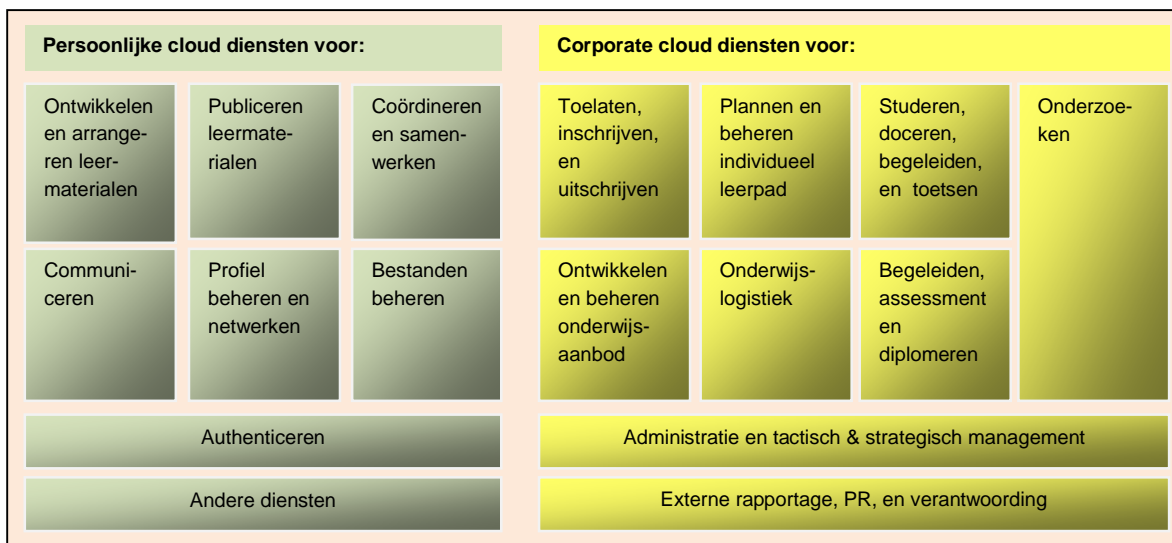 Persoonlijke cloud diensten voor:
Ontwikkelen
en arrange-
ren leer-
materialen
Publiceren
leermate-
rialen
Coördineren
en samen-
werken
Communi-
ceren
Profiel
beheren en
netwerken
Bestanden
beheren
Authenticeren
Andere diensten
Corporate cloud diensten voor:
Toelaten,
inschrijven,
en
uitschrijven
Plannen en
beheren
individueel
leerpad
Studeren,
doceren,
begeleiden,
en toetsen
Onderzoe-
ken
Ontwikkelen
en beheren
onderwijs-
aanbod
Onderwijs-
logistiek
Begeleiden,
assessment
en
diplomeren
Administratie en tactisch & strategisch management
Externe rapportage, PR, en verantwoording